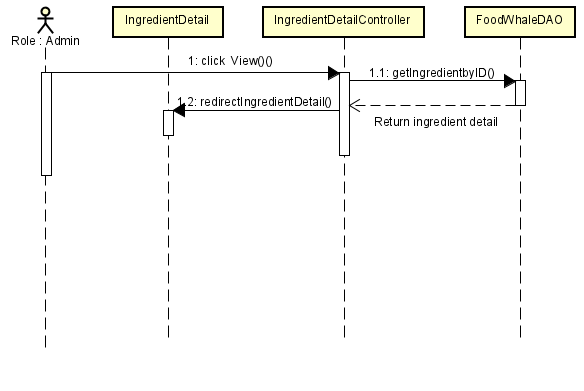 IngredientDetail
IngredientDetailController
FoodWhaleDAO
Role : Admin
1: click View()()
1.1: getIngredientbyID()
1.2: redirectIngredientDetail()
Return ingredient detail